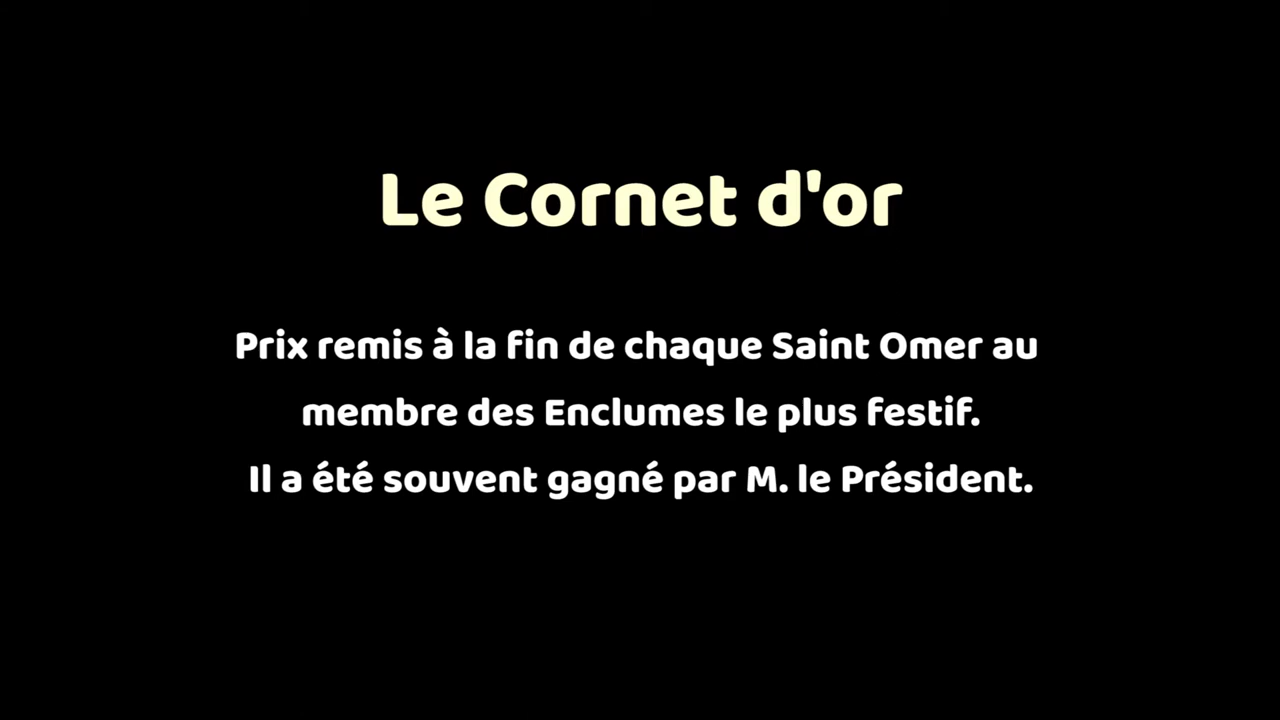 Le Cornet d'or
Prix remis à la fin de chaque Saint Omer au
membre des Enclumes le plus festif.
Il a été souvent gagné par M. le Président.